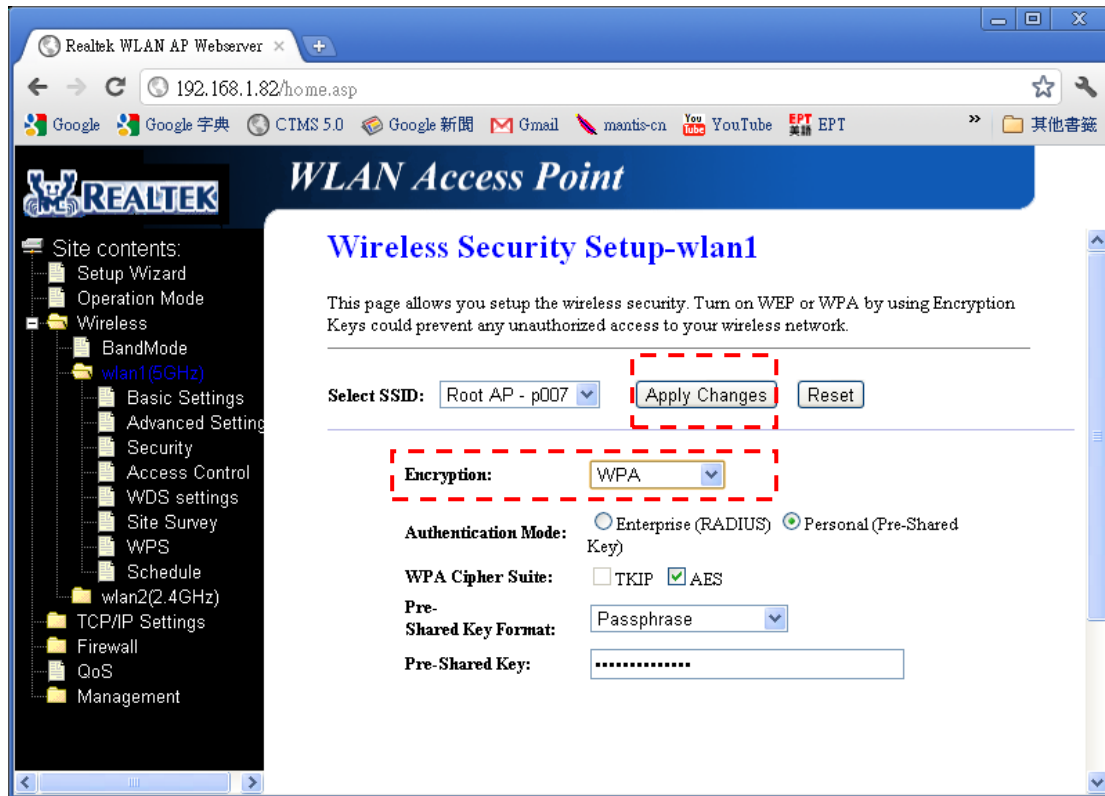 Realtek WLAN AP Webserver
192.168.1.82/home.asp
Google Google 字典 CTMS 5.0 Google 新聞 Gmail mantis-cn You Tube YouTube EPT 美語 EPT » 其他書籤
REALTEK
WLAN Access Point
Site contents:
Setup Wizard
Operation Mode
Wireless
BandMode
wlan1(5GHz)
Basic Settings
Advanced Setting
Security
Access Control
WDS settings
Site Survey
WPS
Schedule
wlan2(2.4GHz)
TCP/IP Settings
Firewall
QoS
Management
Wireless Security Setup-wlan1
This page allows you setup the wireless security. Turn on WEP or WPA by using Encryption
Keys could prevent any unauthorized access to your wireless network.
Select SSID: Root AP - p007 Apply Changes Reset
Encryption: WPA
Authentication Mode: Enterprise (RADIUS) Personal (Pre-Shared
Key)
WPA Cipher Suite: TKIP AES
Pre-
Shared Key Format: Passphrase
Pre-Shared Key: ••••••••••••••